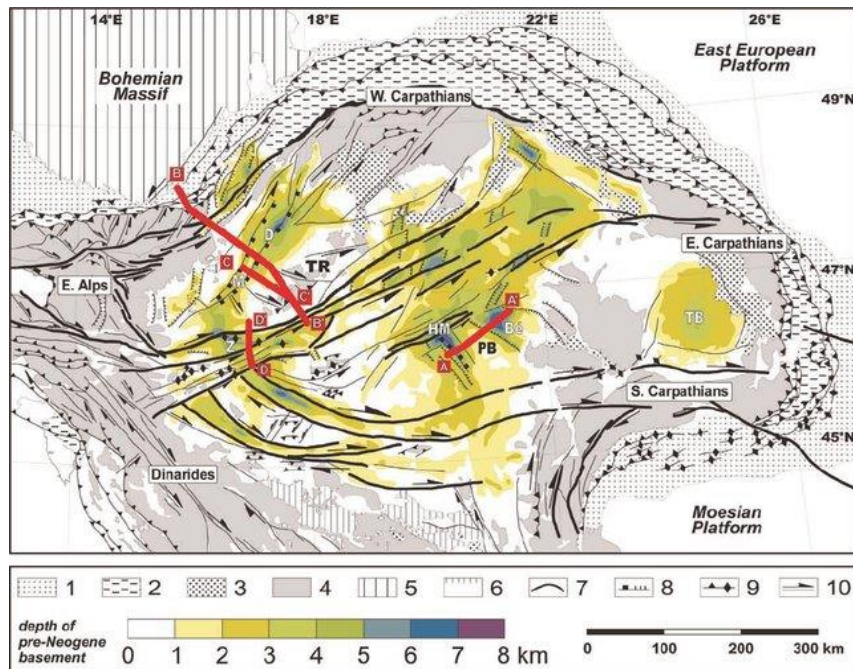 14°E
18°E
22°E
26°E
Bohemian
Massif
East European
Platform
W. Carpathians
49°N
B
D
C
TR
47°N
E. Carpathians
E. Alps
C'
B'
D'
A'
TB
Z
HM
Be
PB
D
A
S. Carpathians
45°N
Dinarides
Moesian
Platform
1 2 3 4 5 6 7 8 9 10
depth of
pre-Neogene
basement
0 1 2 3 4 5 6 7 8 km
0 100 200 300 km